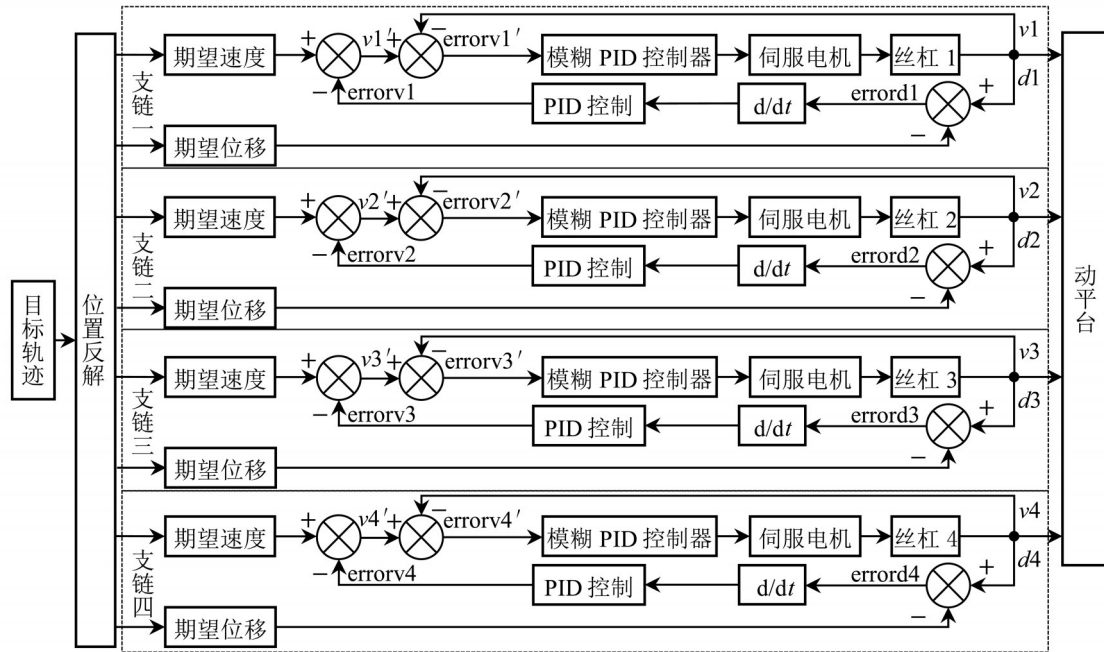 目标轨迹
位置反解
支链一
期望速度
+
v1′
+
−
errorv1′
模糊 PID 控制器
伺服电机
丝杠 1
v1
d1
−
errorv1
PID 控制
d/dt
errord1
+
−
期望位移
支链二
期望速度
+
v2′
+
−
errorv2′
模糊 PID 控制器
伺服电机
丝杠 2
v2
d2
−
errorv2
PID 控制
d/dt
errord2
+
−
期望位移
支链三
期望速度
+
v3′
+
−
errorv3′
模糊 PID 控制器
伺服电机
丝杠 3
v3
d3
−
errorv3
PID 控制
d/dt
errord3
+
−
期望位移
支链四
期望速度
+
v4′
+
−
errorv4′
模糊 PID 控制器
伺服电机
丝杠 4
v4
d4
−
errorv4
PID 控制
d/dt
errord4
+
−
期望位移
动平台